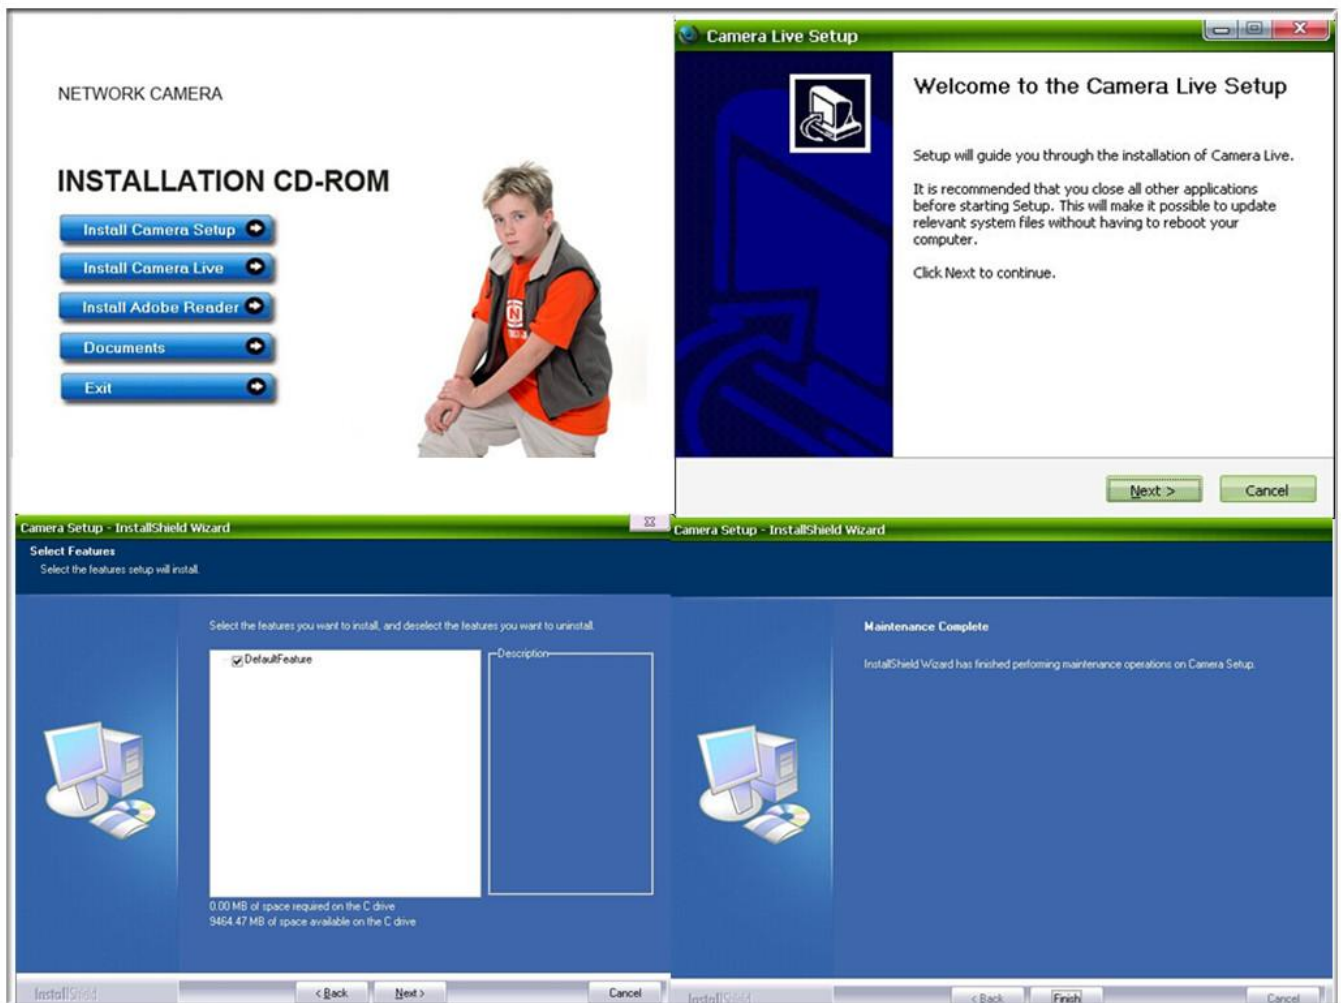 NETWORK CAMERA
INSTALLATION CD-ROM
Install Camera Setup
Install Camera Live
Install Adobe Reader
Documents
Exit
N
Camera Live Setup
Welcome to the Camera Live Setup
Setup will guide you through the installation of Camera Live.
It is recommended that you close all other applications
before starting Setup. This will make it possible to update
relevant system files without having to reboot your
computer.
Click Next to continue.
Next >
Cancel
Camera Setup - InstallShield Wizard
Select Features
Select the features setup will install.
Select the features you want to install, and deselect the features you want to uninstall.
DefaultFeature
Description
0.00 MB of space required on the C drive
9464.47 MB of space available on the C drive
InstallShield
< Back
Next >
Cancel
Camera Setup - InstallShield Wizard
Maintenance Complete
InstallShield Wizard has finished performing maintenance operations on Camera Setup.
InstallShield
< Back
Finish
Cancel